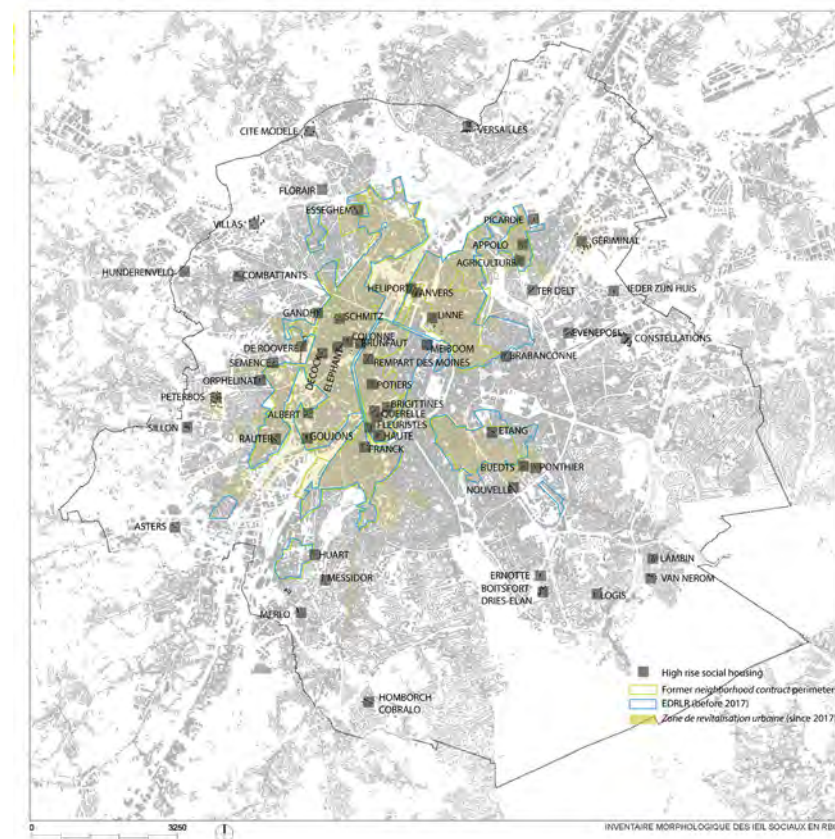 CITE MODELE
VERSAILLES
FLORAIR
ESSEGHEM
VILLAS
PICARDIE
GERIMINAL
APPOLO
AGRICULTURE
HUNDERENVELD
COMBATTANTS
HELIPORT
ANVERS
TER DELT
IEDER ZIJN HUIS
GANDHI
SCHMITZ
LINNE
COLONNE
BRUNFAUT
MEIBOOM
EVENEPOEL
CONSTELLATIONS
DE ROOVERE
DECOCK
ELEPHANT
REMPART DES MOINES
BRABANCONNE
SEMENCE
ORPHELINAT
POTIERS
PETERBOS
BRIGITTINES
ALBERT
QUERELLE
SILLON
FLEURISTES
RAUTER
GOUJONS
HAUTE
ETANG
FRANCK
BUEDTS
PONTHIER
NOUVELLE
ASTERS
HUART
LAMBIN
MESSIDOR
ERNOTTE
VAN NEROM
BOITSFORT
DRIES-ELAN
LOGIS
MERLO
HOMBORCH
COBRALO
High rise social housing
Former neighborhood contract perimeter
EDRLR (before 2017)
Zone de revitalisation urbaine (since 2017)
0 3250
INVENTAIRE MORPHOLOGIQUE DES IEIL SOCIAUX EN RB